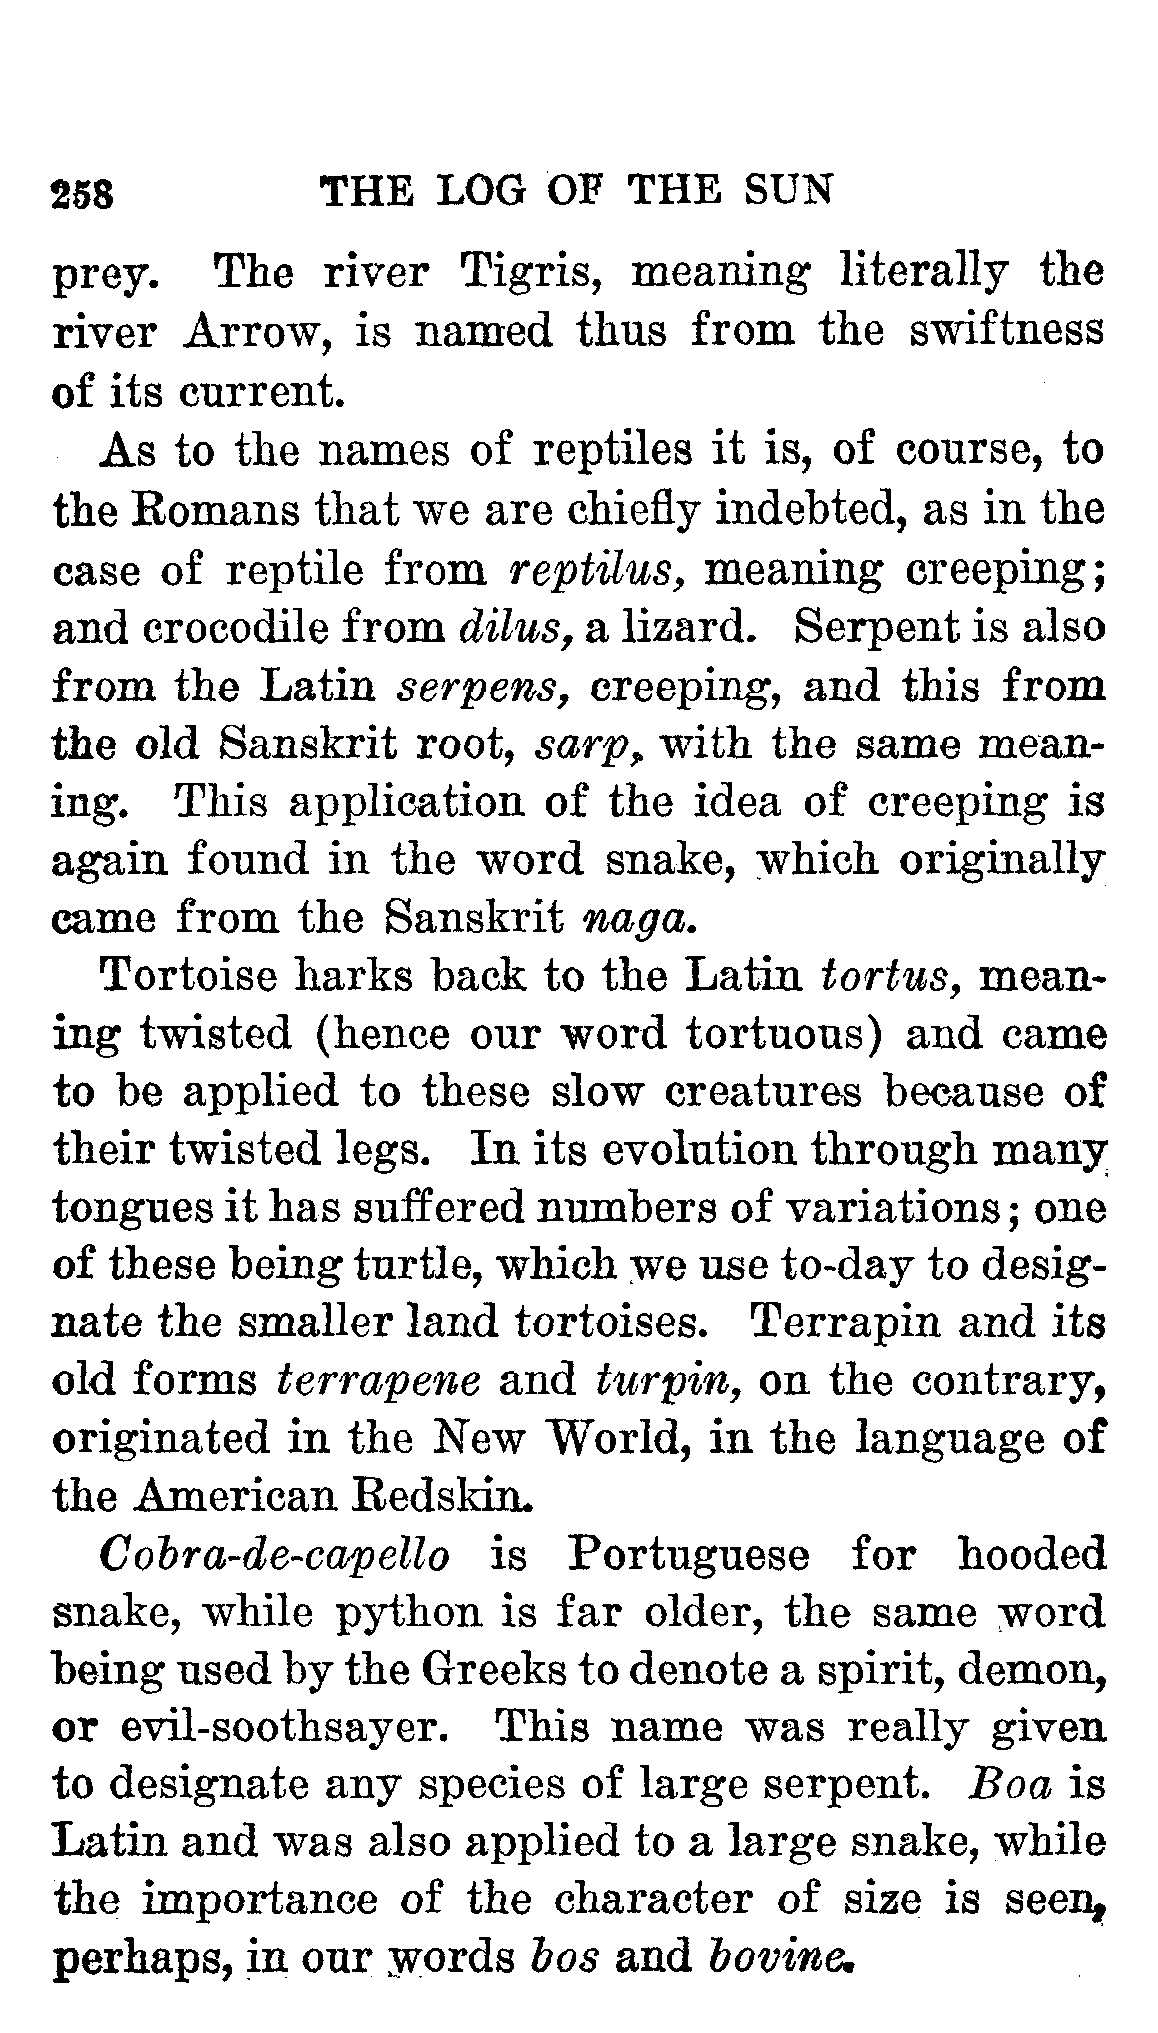 258 THE LOG OF THE SUN
prey. The river Tigris, meaning literally the
river Arrow, is named thus from the swiftness
of its current.
As to the names of reptiles it is, of course, to
the Romans that we are chiefly indebted, as in the
case of reptile from reptilus, meaning creeping;
and crocodile from dilus, a lizard. Serpent is also
from the Latin serpens, creeping, and this from
the old Sanskrit root, sarp, with the same mean-
ing. This application of the idea of creeping is
again found in the word snake, which originally
came from the Sanskrit naga.
Tortoise harks back to the Latin tortus, mean-
ing twisted (hence our word tortuous) and came
to be applied to these slow creatures because of
their twisted legs. In its evolution through many
tongues it has suffered numbers of variations; one
of these being turtle, which we use to-day to desig-
nate the smaller land tortoises. Terrapin and its
old forms terrapene and turpin, on the contrary,
originated in the New World, in the language of
the American Redskin.
Cobra-de-capello is Portuguese for hooded
snake, while python is far older, the same word
being used by the Greeks to denote a spirit, demon,
or evil-soothsayer. This name was really given
to designate any species of large serpent. Boa is
Latin and was also applied to a large snake, while
the importance of the character of size is seen,
perhaps, in our words bos and bovine.